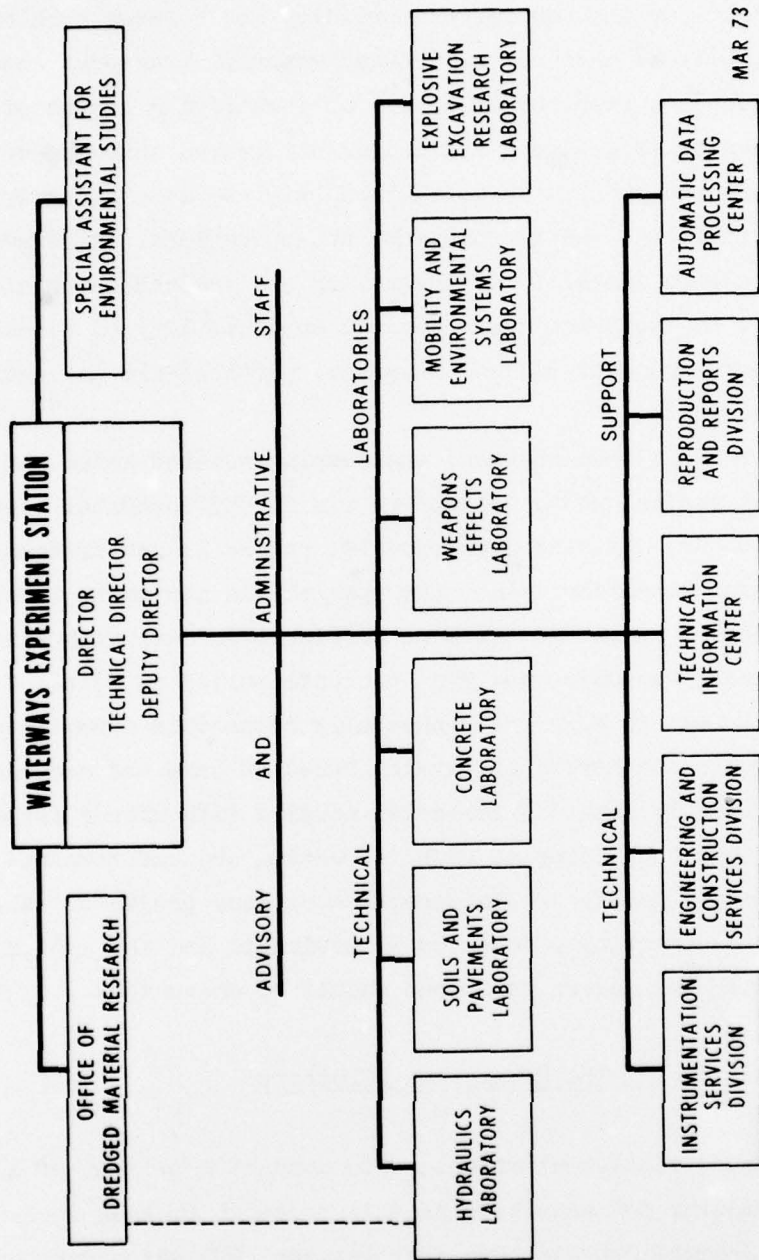 WATERWAYS EXPERIMENT STATION
DIRECTOR
TECHNICAL DIRECTOR
DEPUTY DIRECTOR
OFFICE OF
DREDGED MATERIAL RESEARCH
SPECIAL ASSISTANT FOR
ENVIRONMENTAL STUDIES
ADVISORY AND ADMINISTRATIVE STAFF
TECHNICAL LABORATORIES
HYDRAULICS
LABORATORY
SOILS AND
PAVEMENTS
LABORATORY
CONCRETE
LABORATORY
WEAPONS
EFFECTS
LABORATORY
MOBILITY AND
ENVIRONMENTAL
SYSTEMS
LABORATORY
EXPLOSIVE
EXCAVATION
RESEARCH
LABORATORY
TECHNICAL SUPPORT
INSTRUMENTATION
SERVICES
DIVISION
ENGINEERING AND
CONSTRUCTION
SERVICES DIVISION
TECHNICAL
INFORMATION
CENTER
REPRODUCTION
AND REPORTS
DIVISION
AUTOMATIC DATA
PROCESSING
CENTER
MAR 73